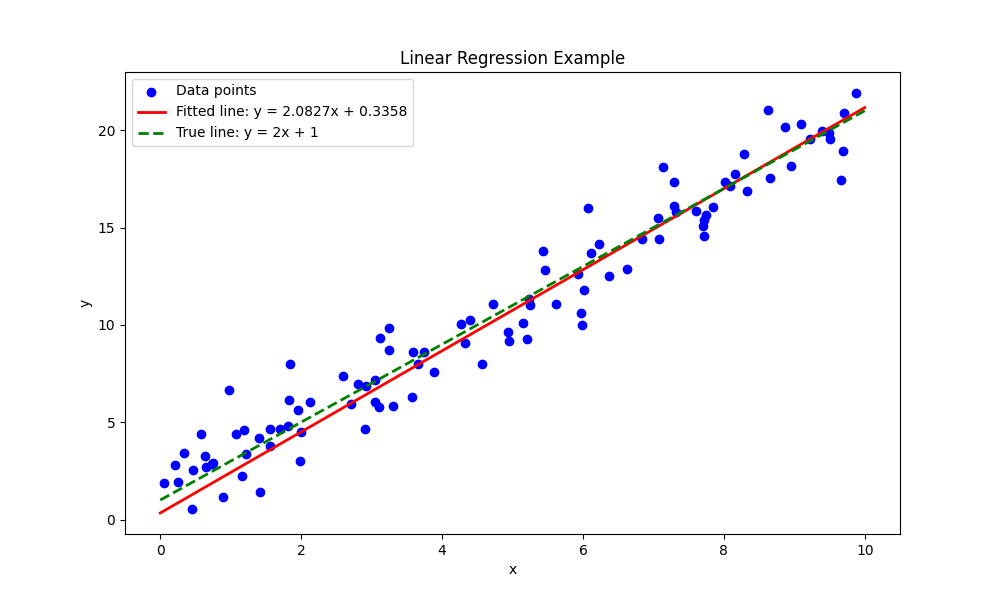 Linear Regression Example
Data points
Fitted line: y = 2.0827x + 0.3358
True line: y = 2x + 1
20
15
10
5
0
y
0 2 4 6 8 10
x